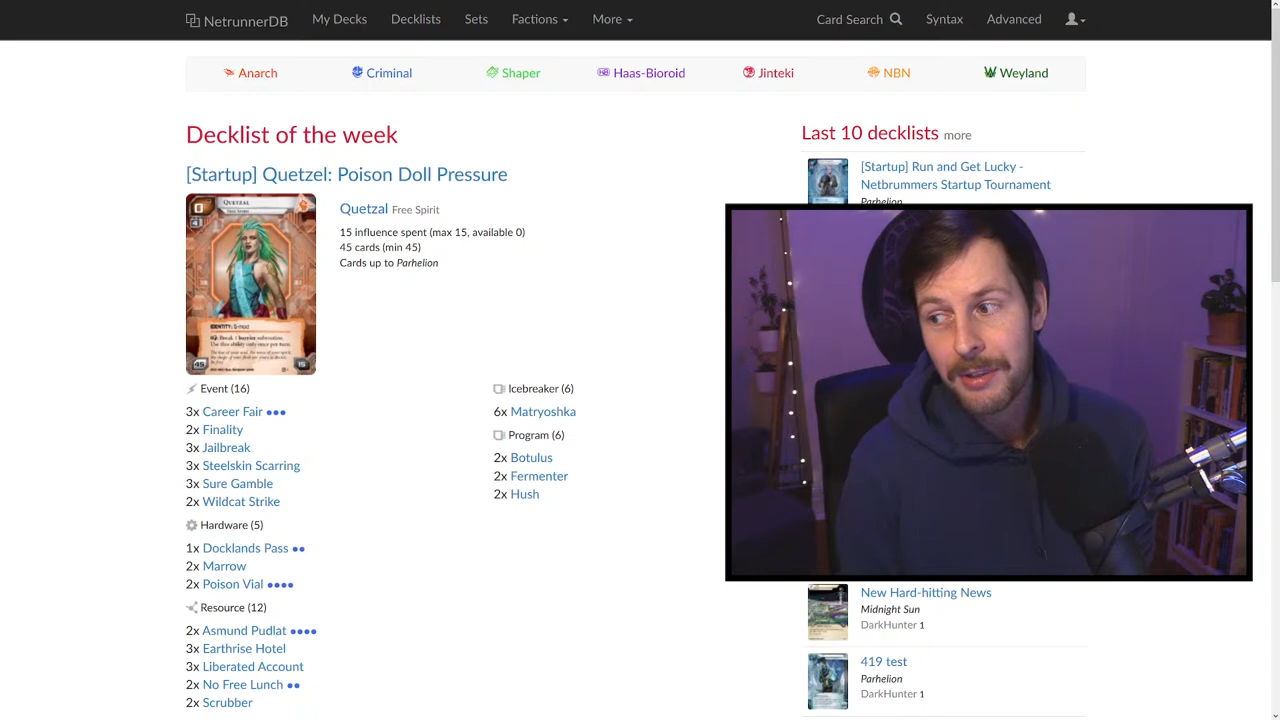 NetrunnerDB My Decks Decklists Sets Factions More Card Search Syntax Advanced
Anarch Criminal Shaper Haas-Bioroid Jinteki NBN Weyland
Decklist of the week
[Startup] Quetzel: Poison Doll Pressure
QUETZAL
Quetzal Free Spirit
15 influence spent (max 15, available 0)
45 cards (min 45)
Cards up to Parhelion
Event (16)
3x Career Fair ●●●
2x Finality
3x Jailbreak
3x Steelskin Scarring
3x Sure Gamble
2x Wildcat Strike
Hardware (5)
1x Docklands Pass ●●
2x Marrow
2x Poison Vial ●●●●
Resource (12)
2x Asmund Pudlat ●●●●
3x Earthrise Hotel
3x Liberated Account
2x No Free Lunch ●●
2x Scrubber
Icebreaker (6)
6x Matryoshka
Program (6)
2x Botulus
2x Fermenter
2x Hush
Last 10 decklists more
[Startup] Run and Get Lucky -
Netbrummers Startup Tournament
Parhelion
New Hard-hitting News
Midnight Sun
DarkHunter 1
419 test
Parhelion
DarkHunter 1